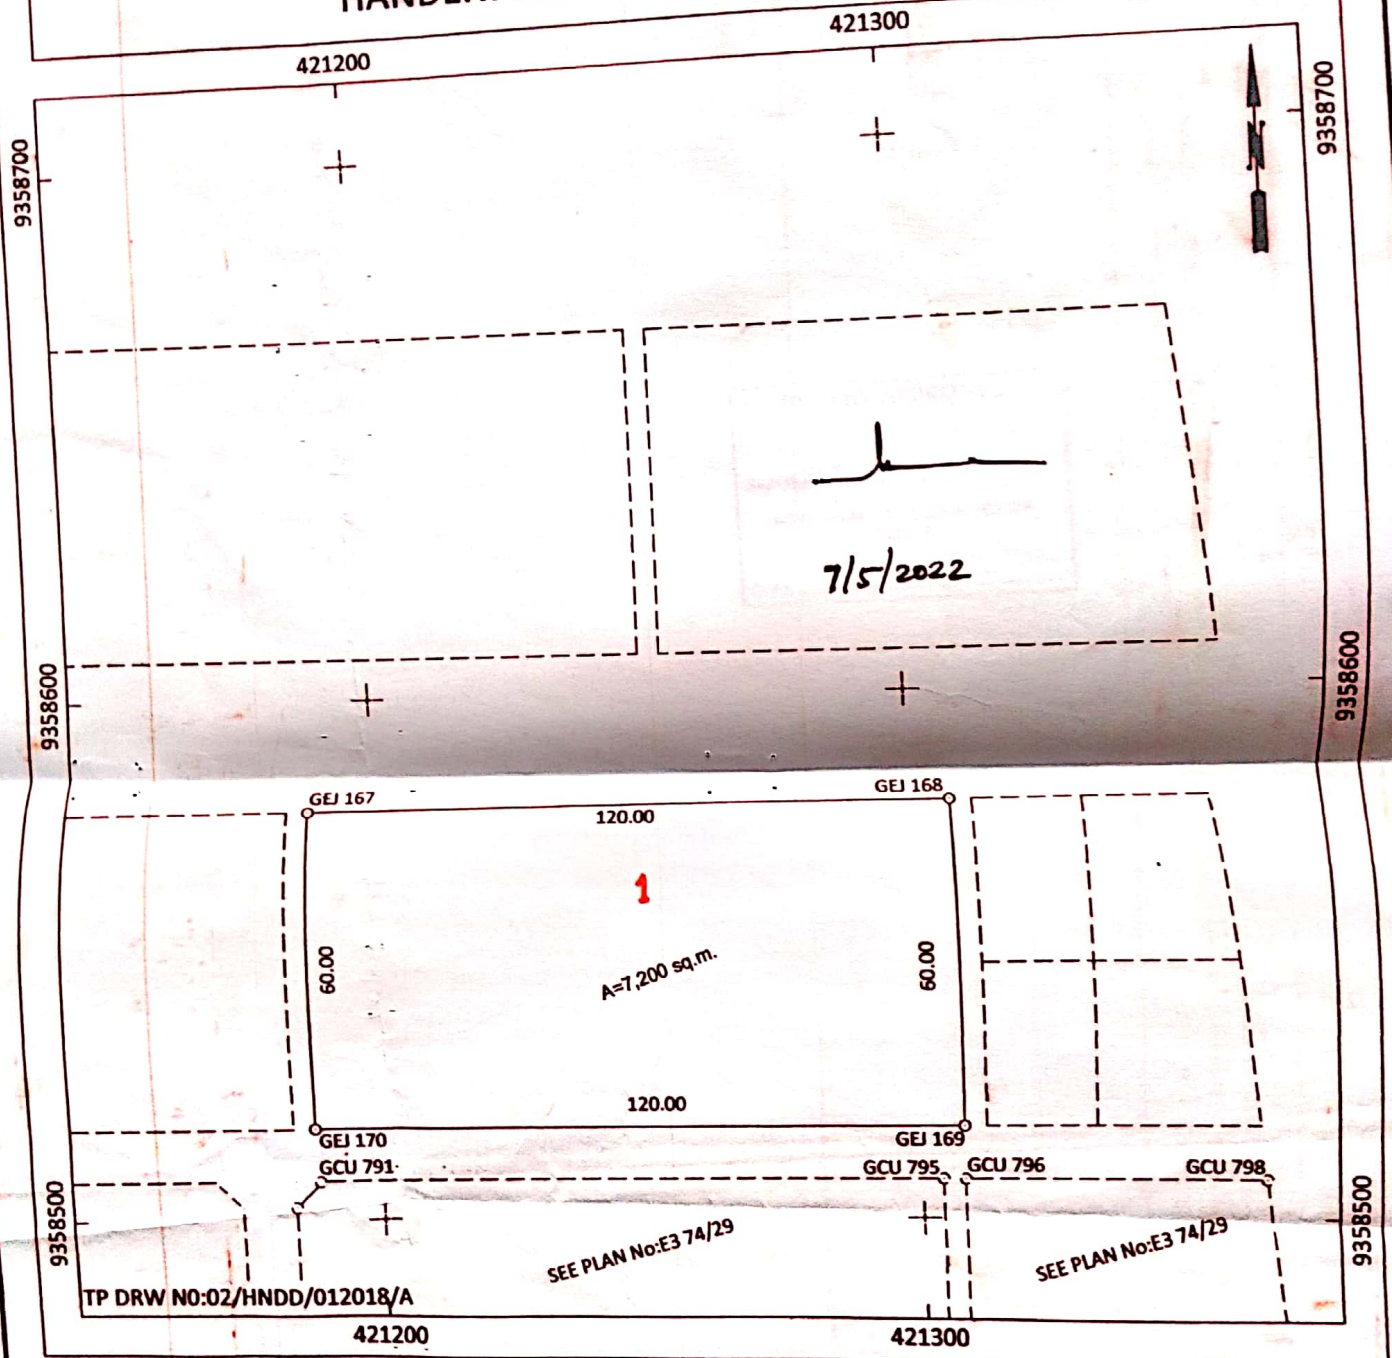 421200
421300
9358700
9358700
7/5/2022
9358600
9358600
GEJ 167
GEJ 168
120.00
1
60.00
60.00
A=7,200 sq.m.
120.00
GEJ 170
GEJ 169
GCU 791
GCU 795
GCU 796
GCU 798
9358500
9358500
SEE PLAN No:E3 74/29
SEE PLAN No:E3 74/29
TP DRW N0:02/HNDD/012018/A
421200
421300